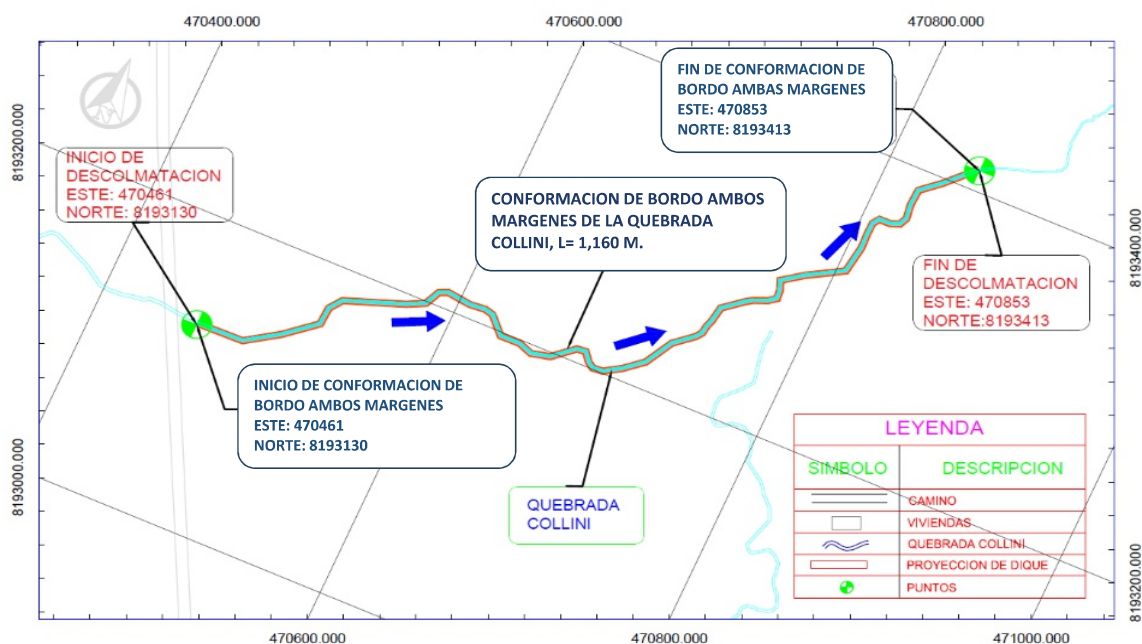 470400.000
470600.000
470800.000
8193200.000
8193000.000
8193400.000
8193200.000
FIN DE CONFORMACION DE
BORDO AMBAS MARGENES
ESTE: 470853
NORTE: 8193413
INICIO DE
DESCOLMATACION
ESTE: 470461
NORTE: 8193130
CONFORMACION DE BORDO AMBOS
MARGENES DE LA QUEBRADA
COLLINI, L= 1,160 M.
FIN DE
DESCOLMATACION
ESTE: 470853
NORTE:8193413
INICIO DE CONFORMACION DE
BORDO AMBOS MARGENES
ESTE: 470461
NORTE: 8193130
QUEBRADA
COLLINI
LEYENDA
SIMBOLO DESCRIPCION
CAMINO
VIVIENDAS
QUEBRADA COLLINI
PROYECCION DE DIQUE
PUNTOS
470600.000
470800.000
471000.000